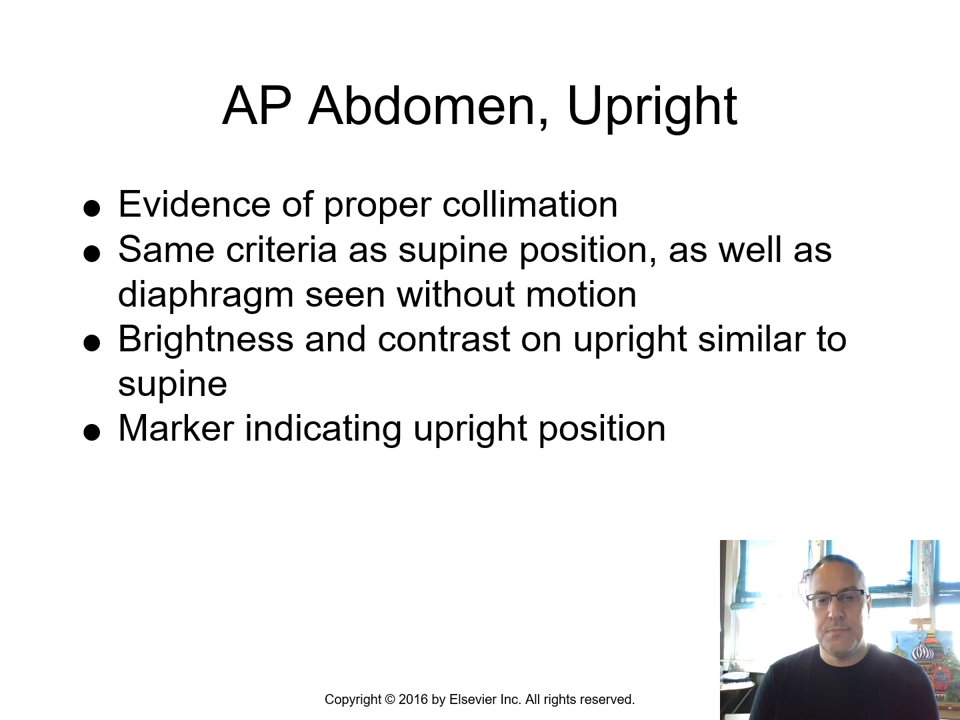 AP Abdomen, Upright
● Evidence of proper collimation
● Same criteria as supine position, as well as
diaphragm seen without motion
● Brightness and contrast on upright similar to
supine
● Marker indicating upright position
Copyright © 2016 by Elsevier Inc. All rights reserved.